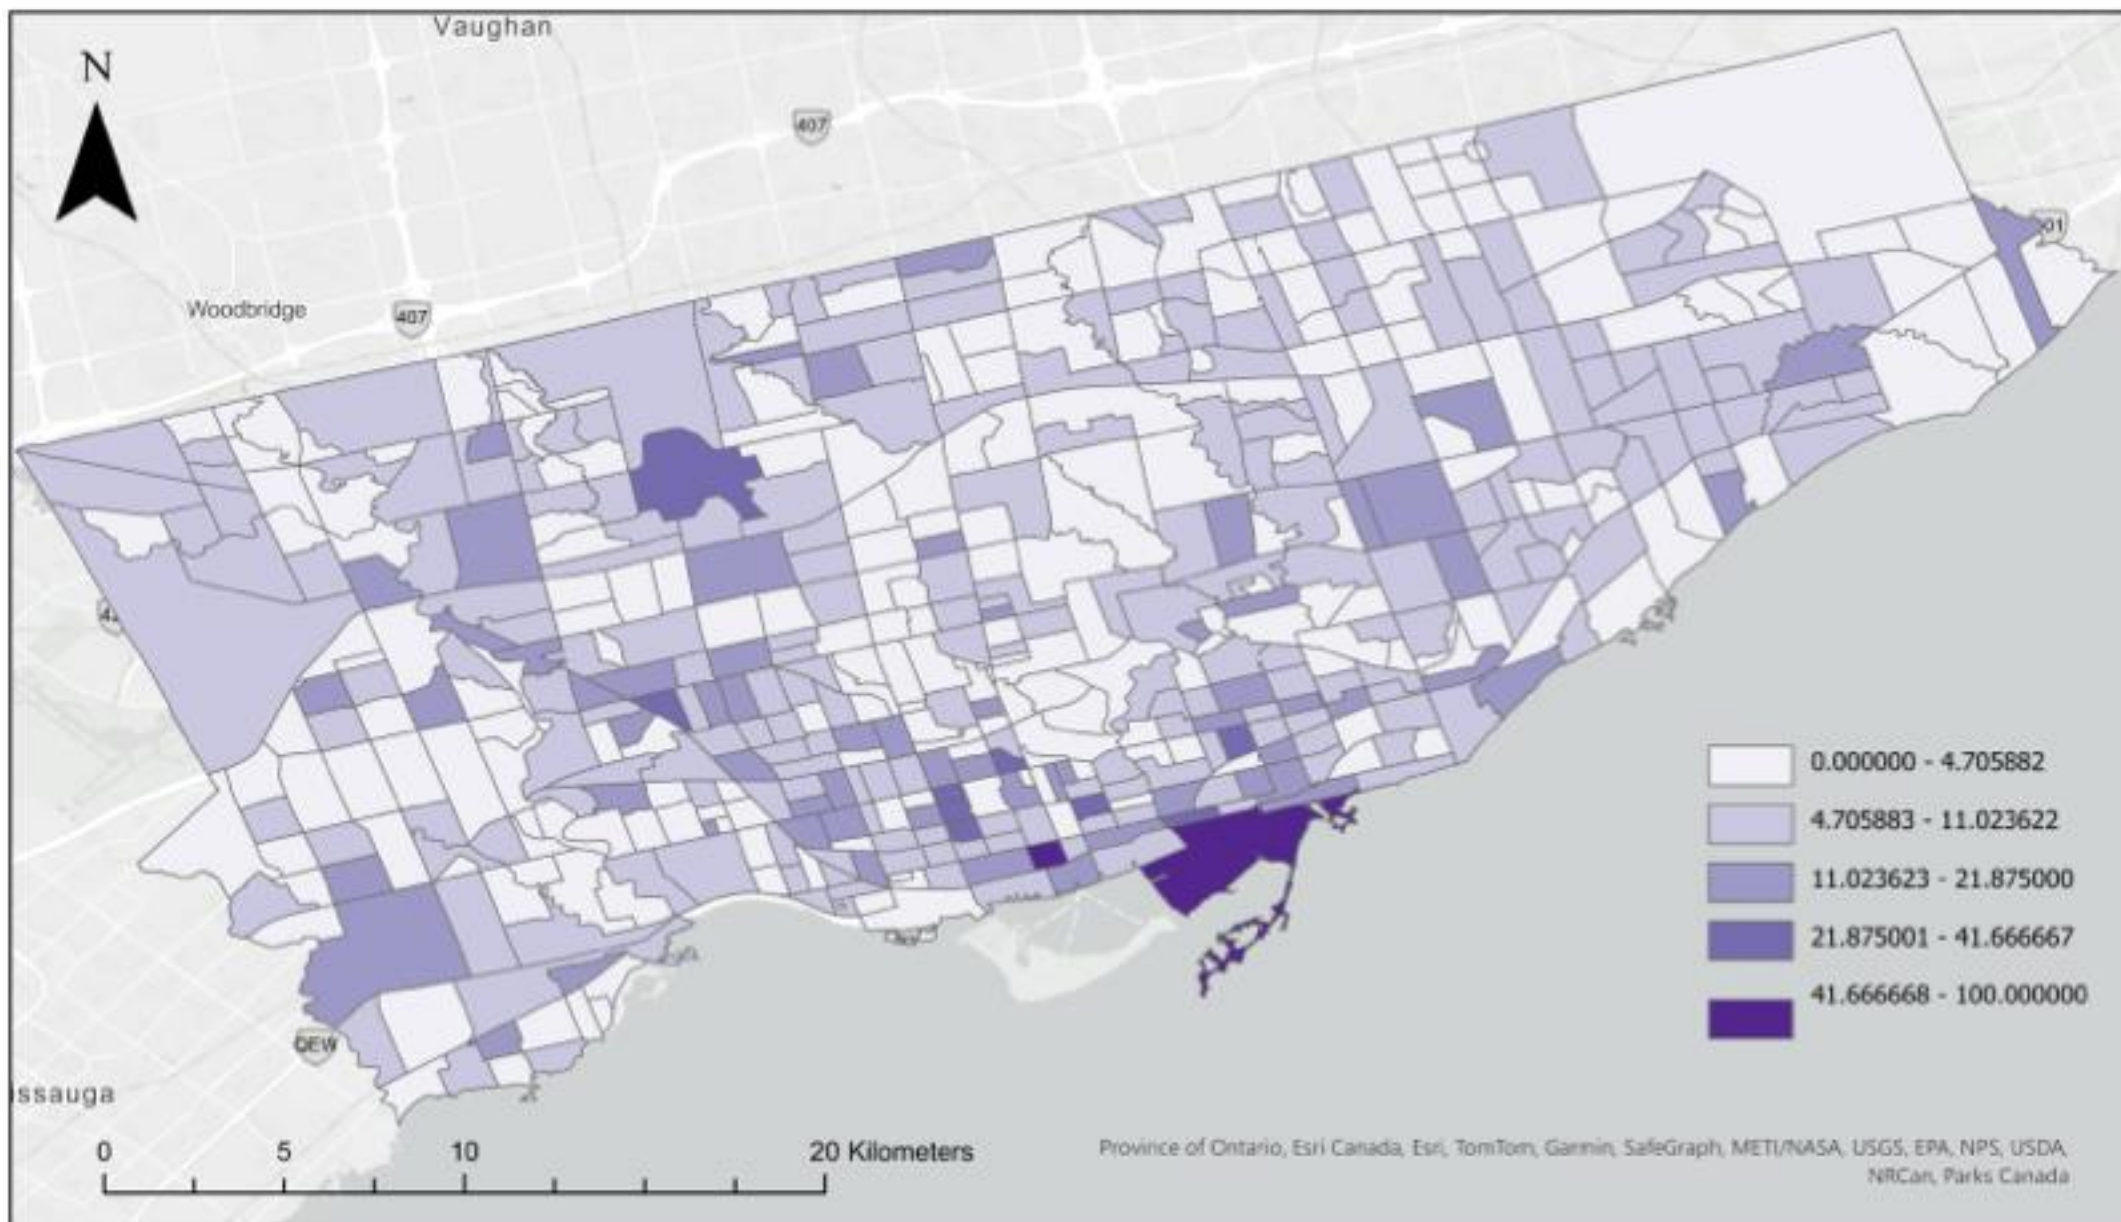 Vaughan
N
407
Woodbridge
407
01
QEW
issauga
0.000000 - 4.705882
4.705883 - 11.023622
11.023623 - 21.875000
21.875001 - 41.666667
41.666668 - 100.000000
0 5 10 20 Kilometers
Province of Ontario, Esri Canada, Esri, TomTom, Garmin, SafeGraph, METI/NASA, USGS, EPA, NPS, USDA,
NRCan, Parks Canada